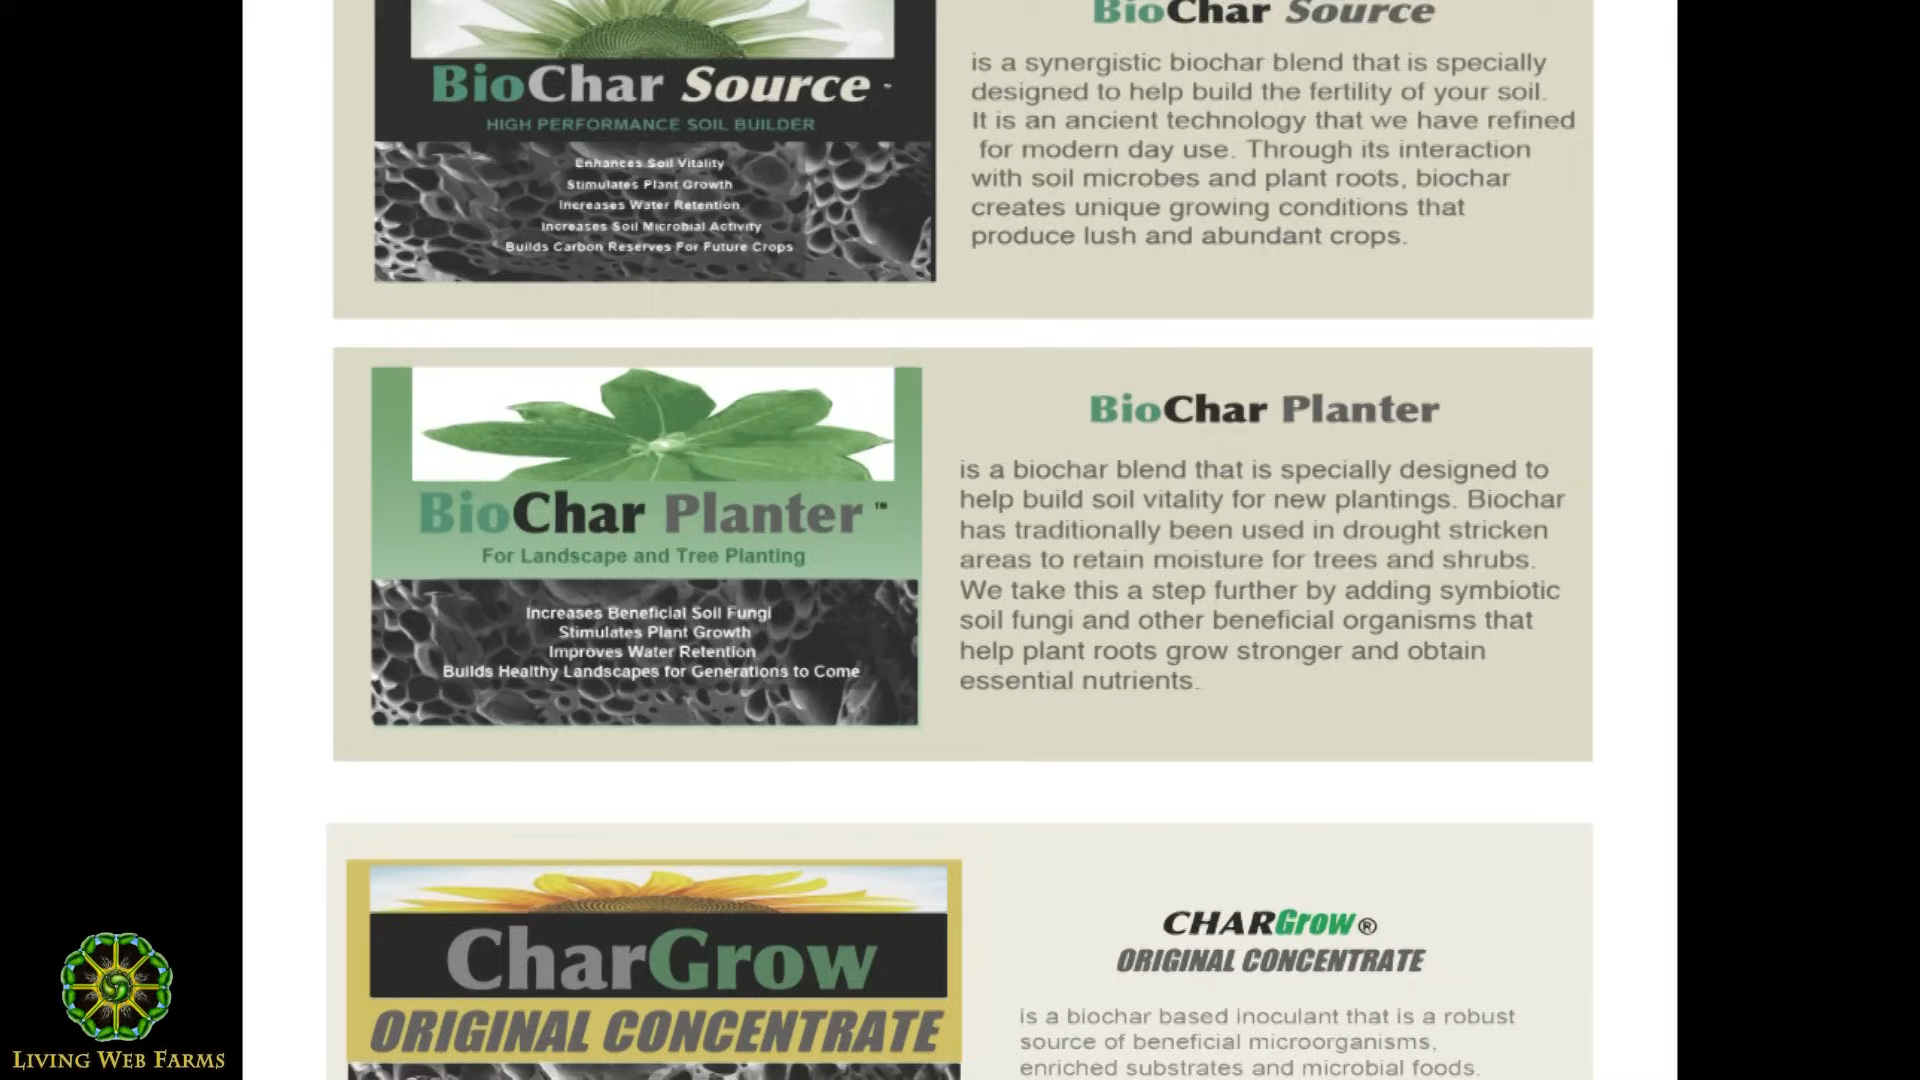 BioChar Source
HIGH PERFORMANCE SOIL BUILDER
Enhances Soil Vitality
Stimulates Plant Growth
Increases Water Retention
Increases Soil Microbial Activity
Builds Carbon Reserves For Future Crops
BioChar Source
is a synergistic biochar blend that is specially
designed to help build the fertility of your soil.
It is an ancient technology that we have refined
for modern day use. Through its interaction
with soil microbes and plant roots, biochar
creates unique growing conditions that
produce lush and abundant crops.
BioChar Planter ™
For Landscape and Tree Planting
Increases Beneficial Soil Fungi
Stimulates Plant Growth
Improves Water Retention
Builds Healthy Landscapes for Generations to Come
BioChar Planter
is a biochar blend that is specially designed to
help build soil vitality for new plantings. Biochar
has traditionally been used in drought stricken
areas to retain moisture for trees and shrubs.
We take this a step further by adding symbiotic
soil fungi and other beneficial organisms that
help plant roots grow stronger and obtain
essential nutrients.
CharGrow
ORIGINAL CONCENTRATE
CHARGrow®
ORIGINAL CONCENTRATE
is a biochar based inoculant that is a robust
source of beneficial microorganisms,
enriched substrates and microbial foods.
LIVING WEB FARMS